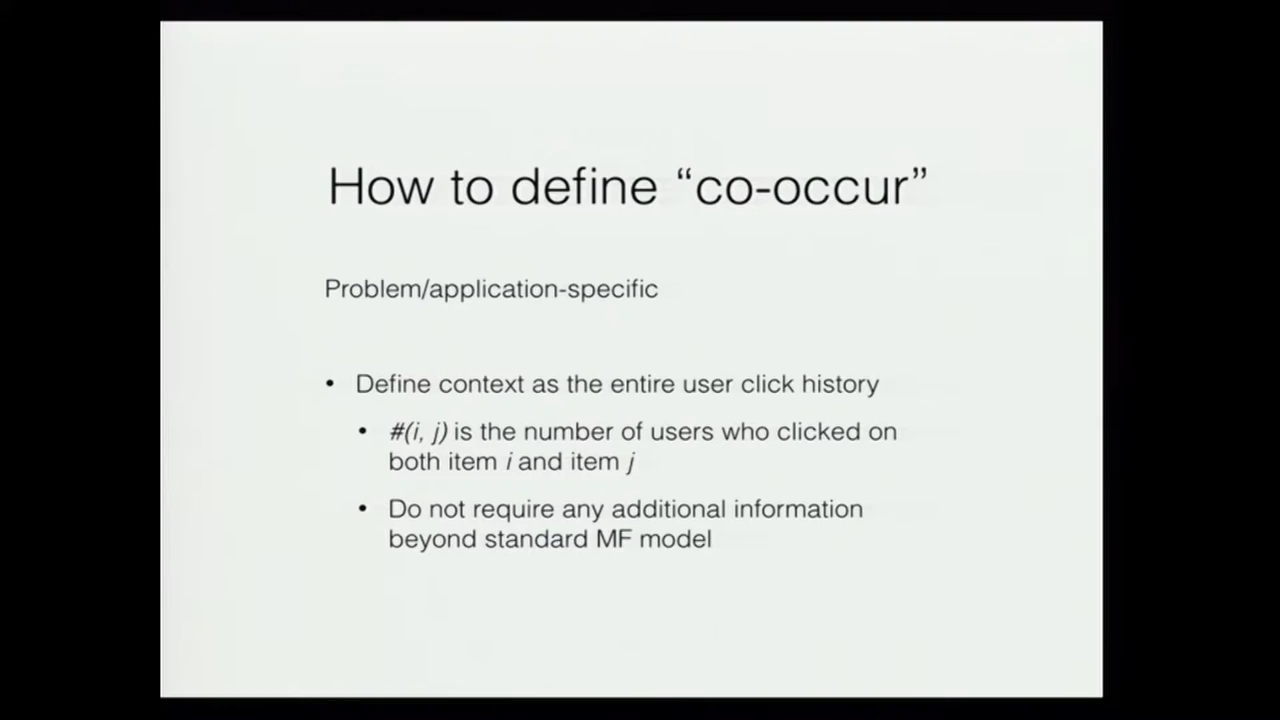 How to define “co-occur”
Problem/application-specific
• Define context as the entire user click history
• #(i, j) is the number of users who clicked on
both item i and item j
• Do not require any additional information
beyond standard MF model